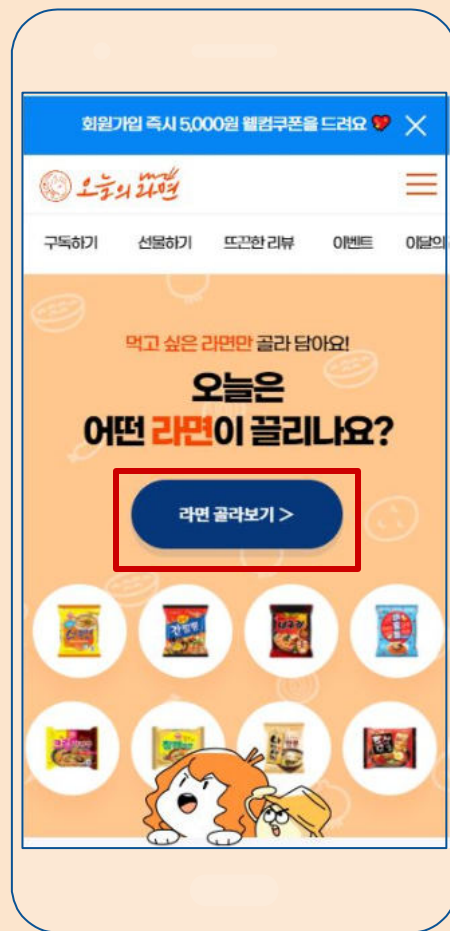 회원가입 즉시 5,000원 웰컴쿠폰을 드려요
오늘의 라면
구독하기 선물하기 뜨끈한 리뷰 이벤트 이달의
먹고 싶은 라면만 골라 담아요!
오늘은
어떤 라면이 끌리나요?
라면 골라보기 >